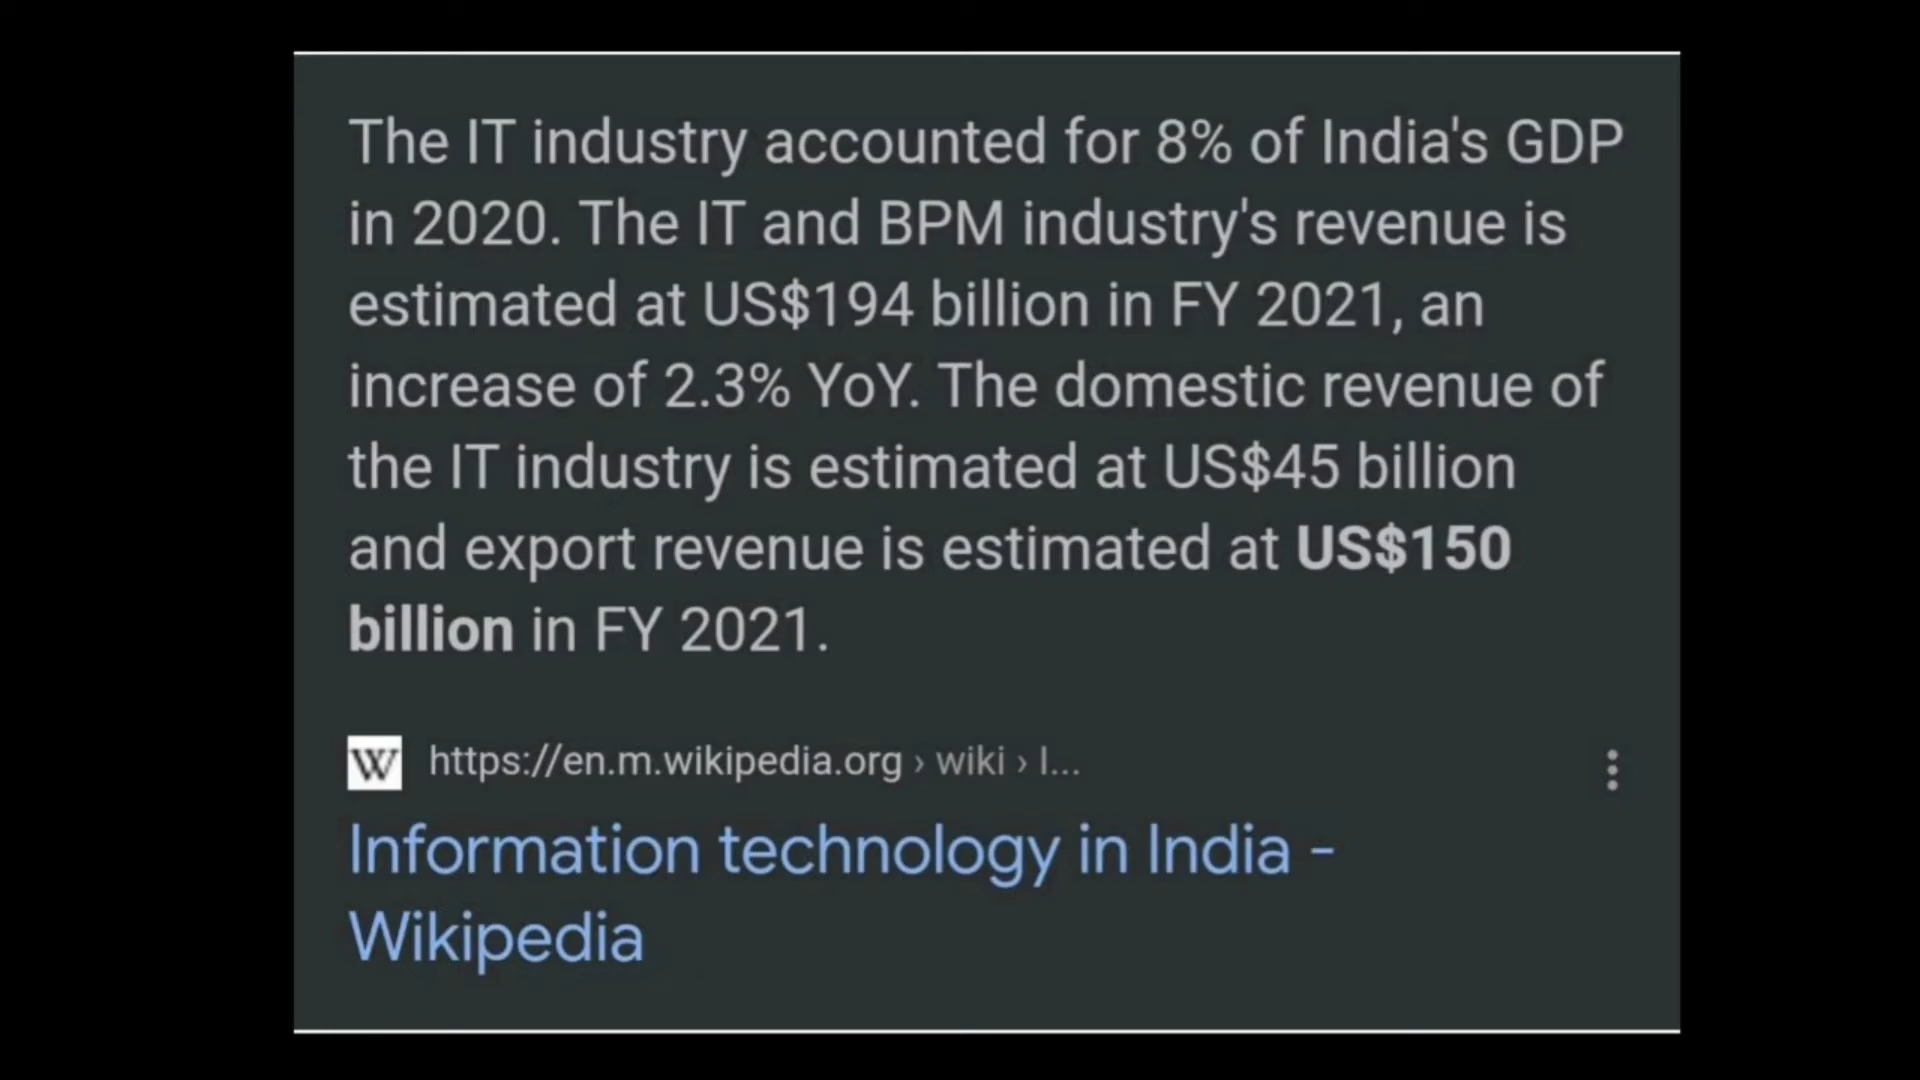 The IT industry accounted for 8% of India's GDP
in 2020. The IT and BPM industry's revenue is
estimated at US$194 billion in FY 2021, an
increase of 2.3% YoY. The domestic revenue of
the IT industry is estimated at US$45 billion
and export revenue is estimated at US$150
billion in FY 2021.
W https://en.m.wikipedia.org › wiki › I...
Information technology in India -
Wikipedia